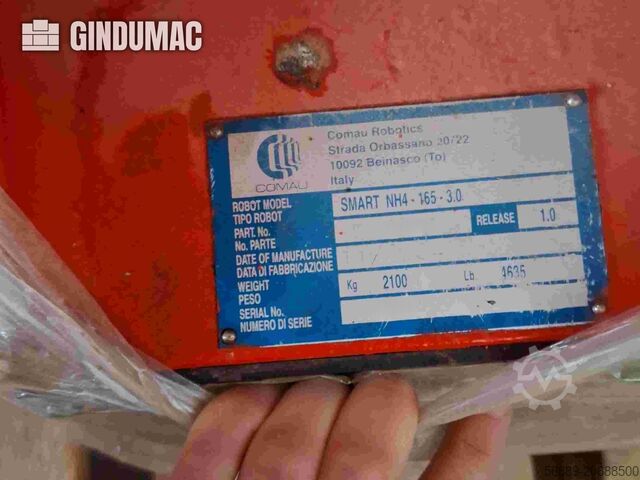 GINDUMAC
Comau Robotics
Strada Orbassano 20/22
10092 Beinasco (To)
Italy
COMAU
ROBOT MODEL
TIPO ROBOT
SMART NH4 - 165 - 3.0
PART. No.
No. PARTE
RELEASE 1.0
DATE OF MANUFACTURE
DATA DI FABBRICAZIONE
WEIGHT
PESO
Kg 2100 Lb 4635
SERIAL No.
NUMERO DI SERIE